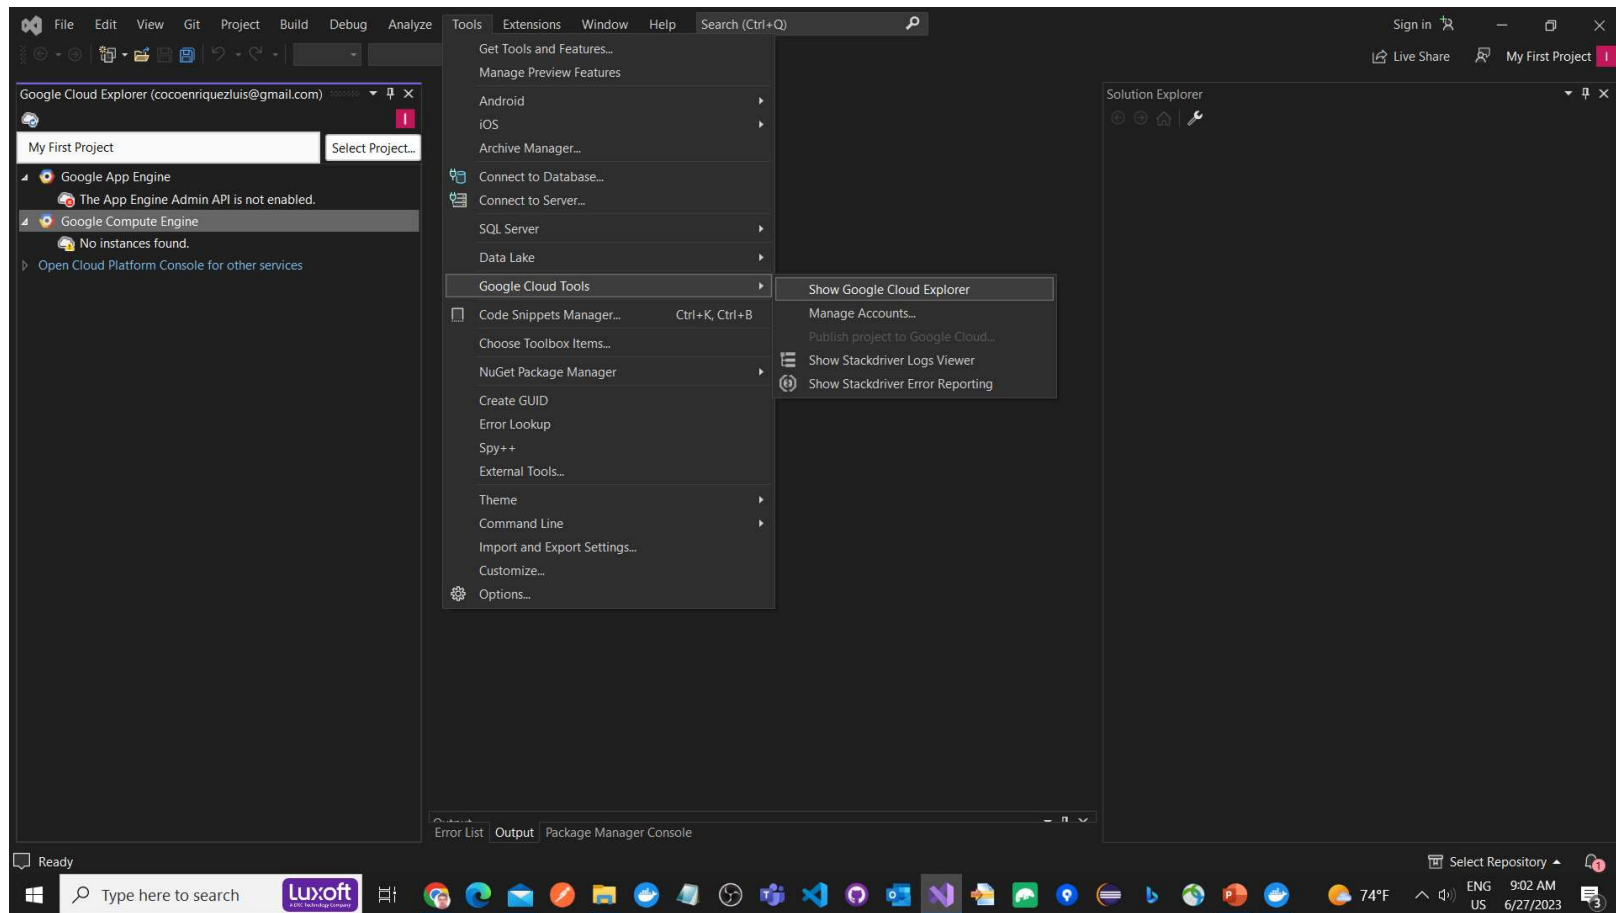 File Edit View Git Project Build Debug Analyze Tools Extensions Window Help Search (Ctrl+Q) Sign in
Live Share My First Project I
Google Cloud Explorer (cocoenriquezluis@gmail.com)
I
My First Project Select Project...
Google App Engine
The App Engine Admin API is not enabled.
Google Compute Engine
No instances found.
Open Cloud Platform Console for other services
Get Tools and Features...
Manage Preview Features
Android
iOS
Archive Manager...
Connect to Database...
Connect to Server...
SQL Server
Data Lake
Google Cloud Tools
Code Snippets Manager... Ctrl+K, Ctrl+B
Choose Toolbox Items...
NuGet Package Manager
Create GUID
Error Lookup
Spy++
External Tools...
Theme
Command Line
Import and Export Settings...
Customize...
Options...
Show Google Cloud Explorer
Manage Accounts...
Publish project to Google Cloud...
Show Stackdriver Logs Viewer
Show Stackdriver Error Reporting
Solution Explorer
Output
Error List Output Package Manager Console
Ready Select Repository 1
Type here to search Luxoft 74°F ENG 9:02 AM
US 6/27/2023 3